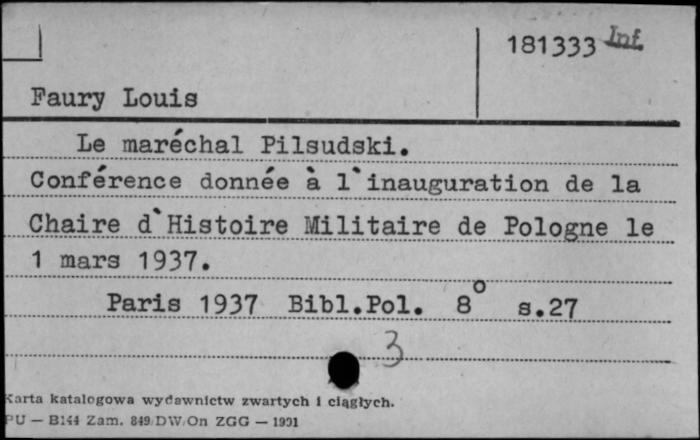 181333 Inf.
Faury Louis
Le maréchal Pilsudski.
Conférence donnée à l`inauguration de la
Chaire d`Histoire Militaire de Pologne le
1 mars 1937.
Paris 1937 Bibl.Pol. 8° s.27
3
Karta katalogowa wydawnictw zwartych i ciągłych.
PU — B144 Zam. 849/DW/On ZGG — 1991